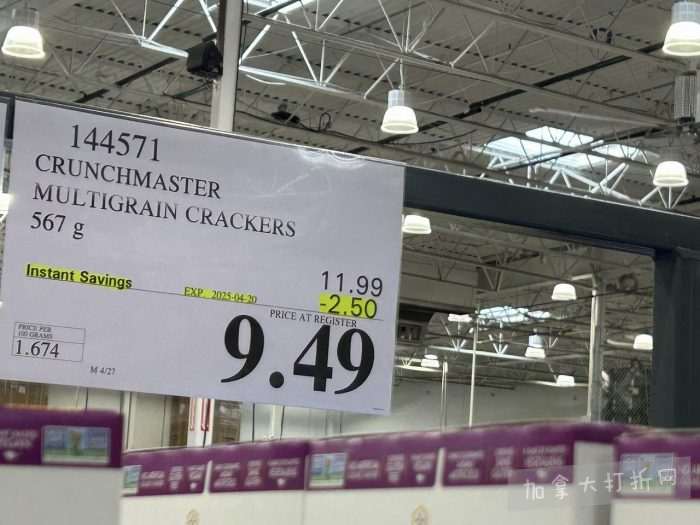 144571
CRUNCHMASTER
MULTIGRAIN CRACKERS
567 g
11.99
Instant Savings EXP. 2025-04-20 -2.50
PRICE AT REGISTER
9.49
PRICE PER
100 GRAMS
1.674
M 4/27
加拿大打折网